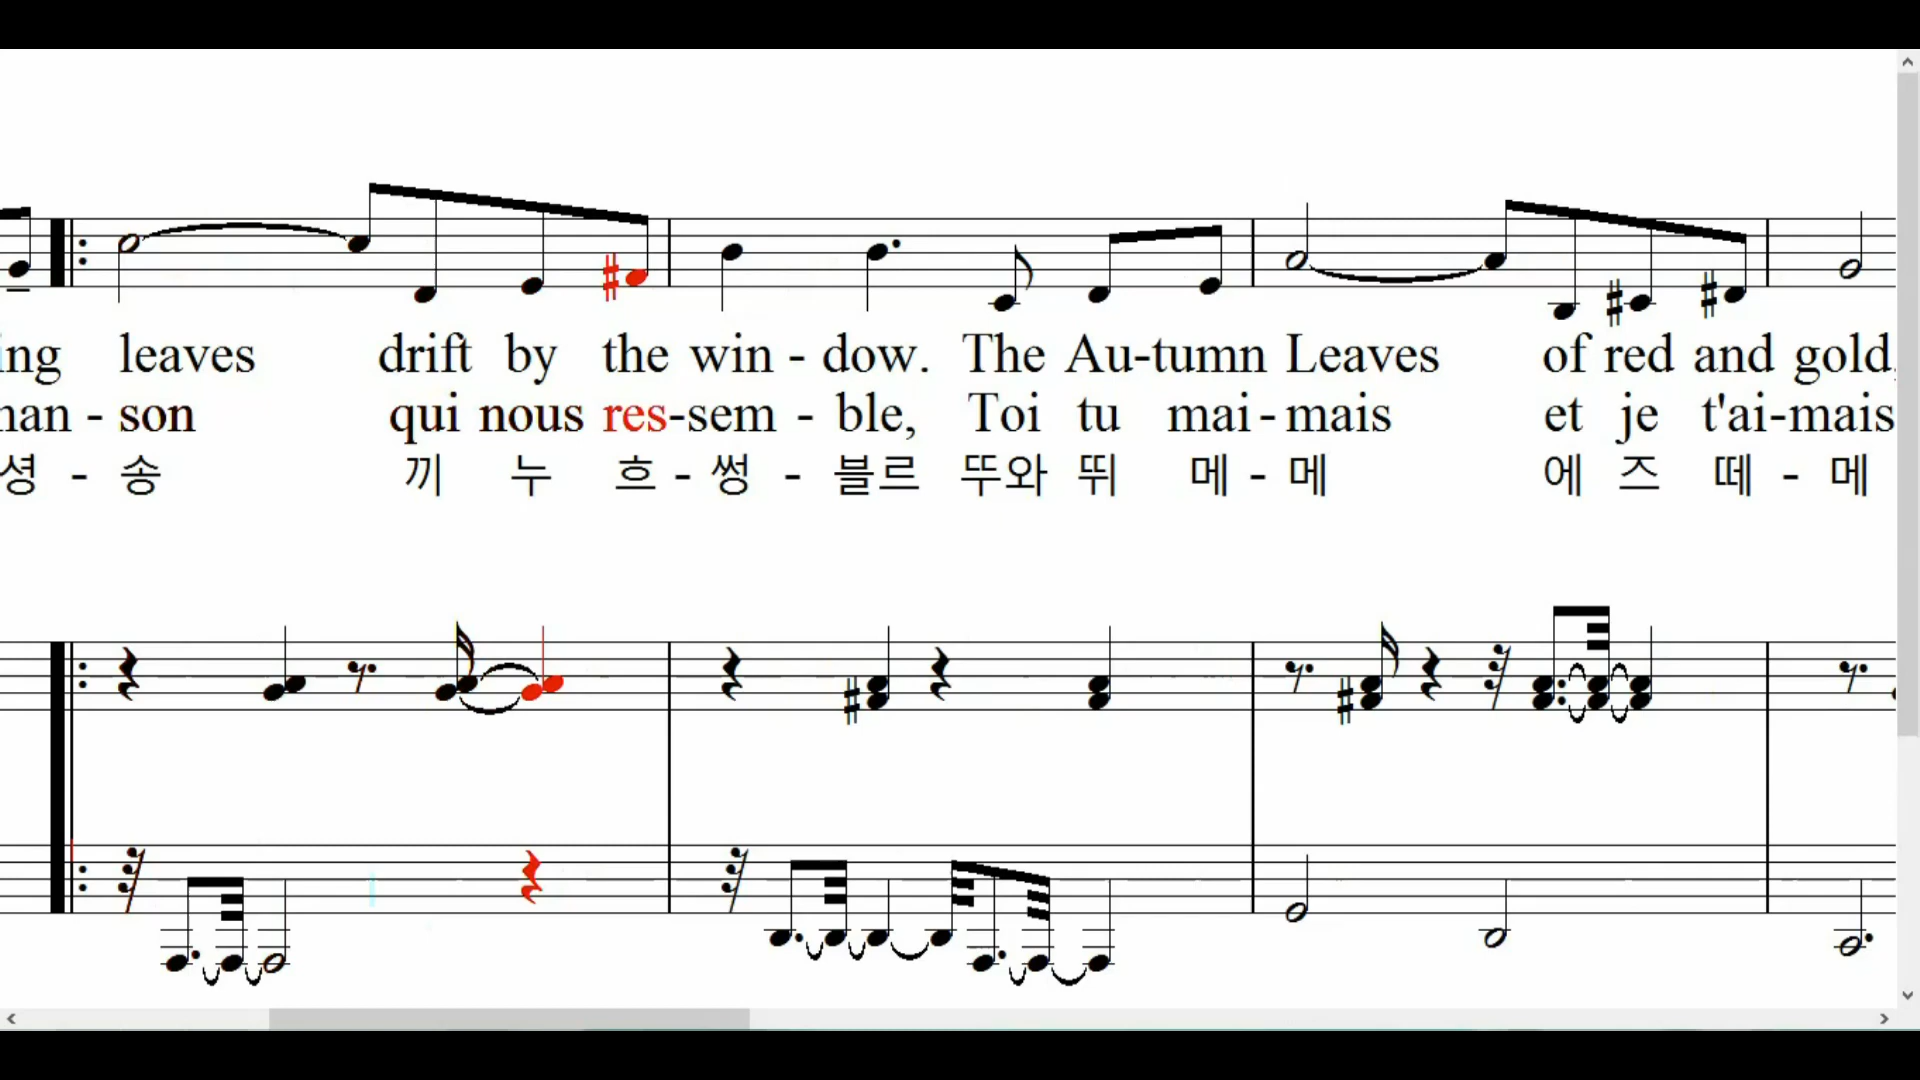 ing leaves drift by the win - dow. The Au-tumn Leaves of red and gold,
han - son qui nous res-sem - ble, Toi tu mai-mais et je t'ai-mais
셩 - 송 끼 누 흐 - 썽 - 블르 뚜와 뛰 메 - 메 에 즈 떼 - 메